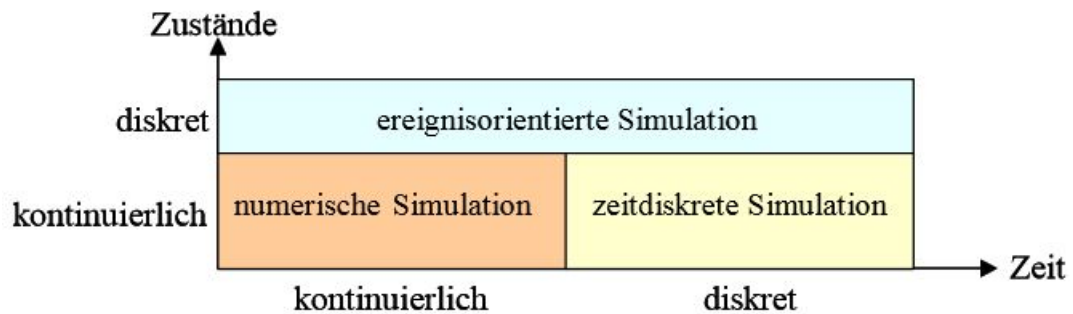 Zustände
diskret
ereignisorientierte Simulation
kontinuierlich
numerische Simulation
zeitdiskrete Simulation
Zeit
kontinuierlich
diskret